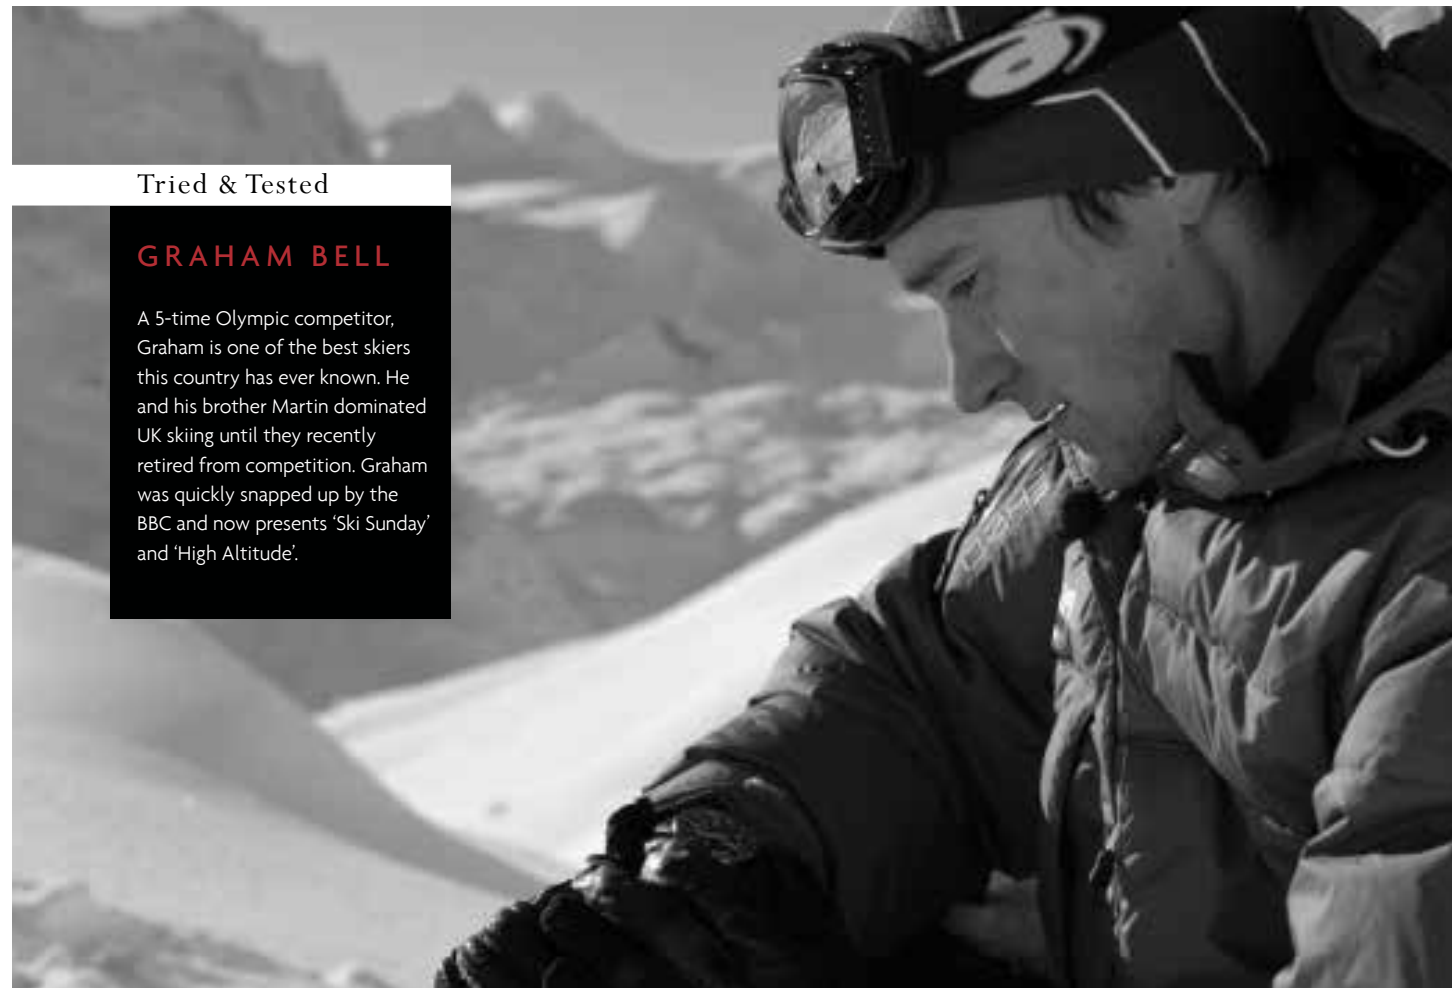 Tried & Tested
GRAHAM BELL
A 5-time Olympic competitor,
Graham is one of the best skiers
this country has ever known. He
and his brother Martin dominated
UK skiing until they recently
retired from competition. Graham
was quickly snapped up by the
BBC and now presents ‘Ski Sunday’
and ‘High Altitude’.